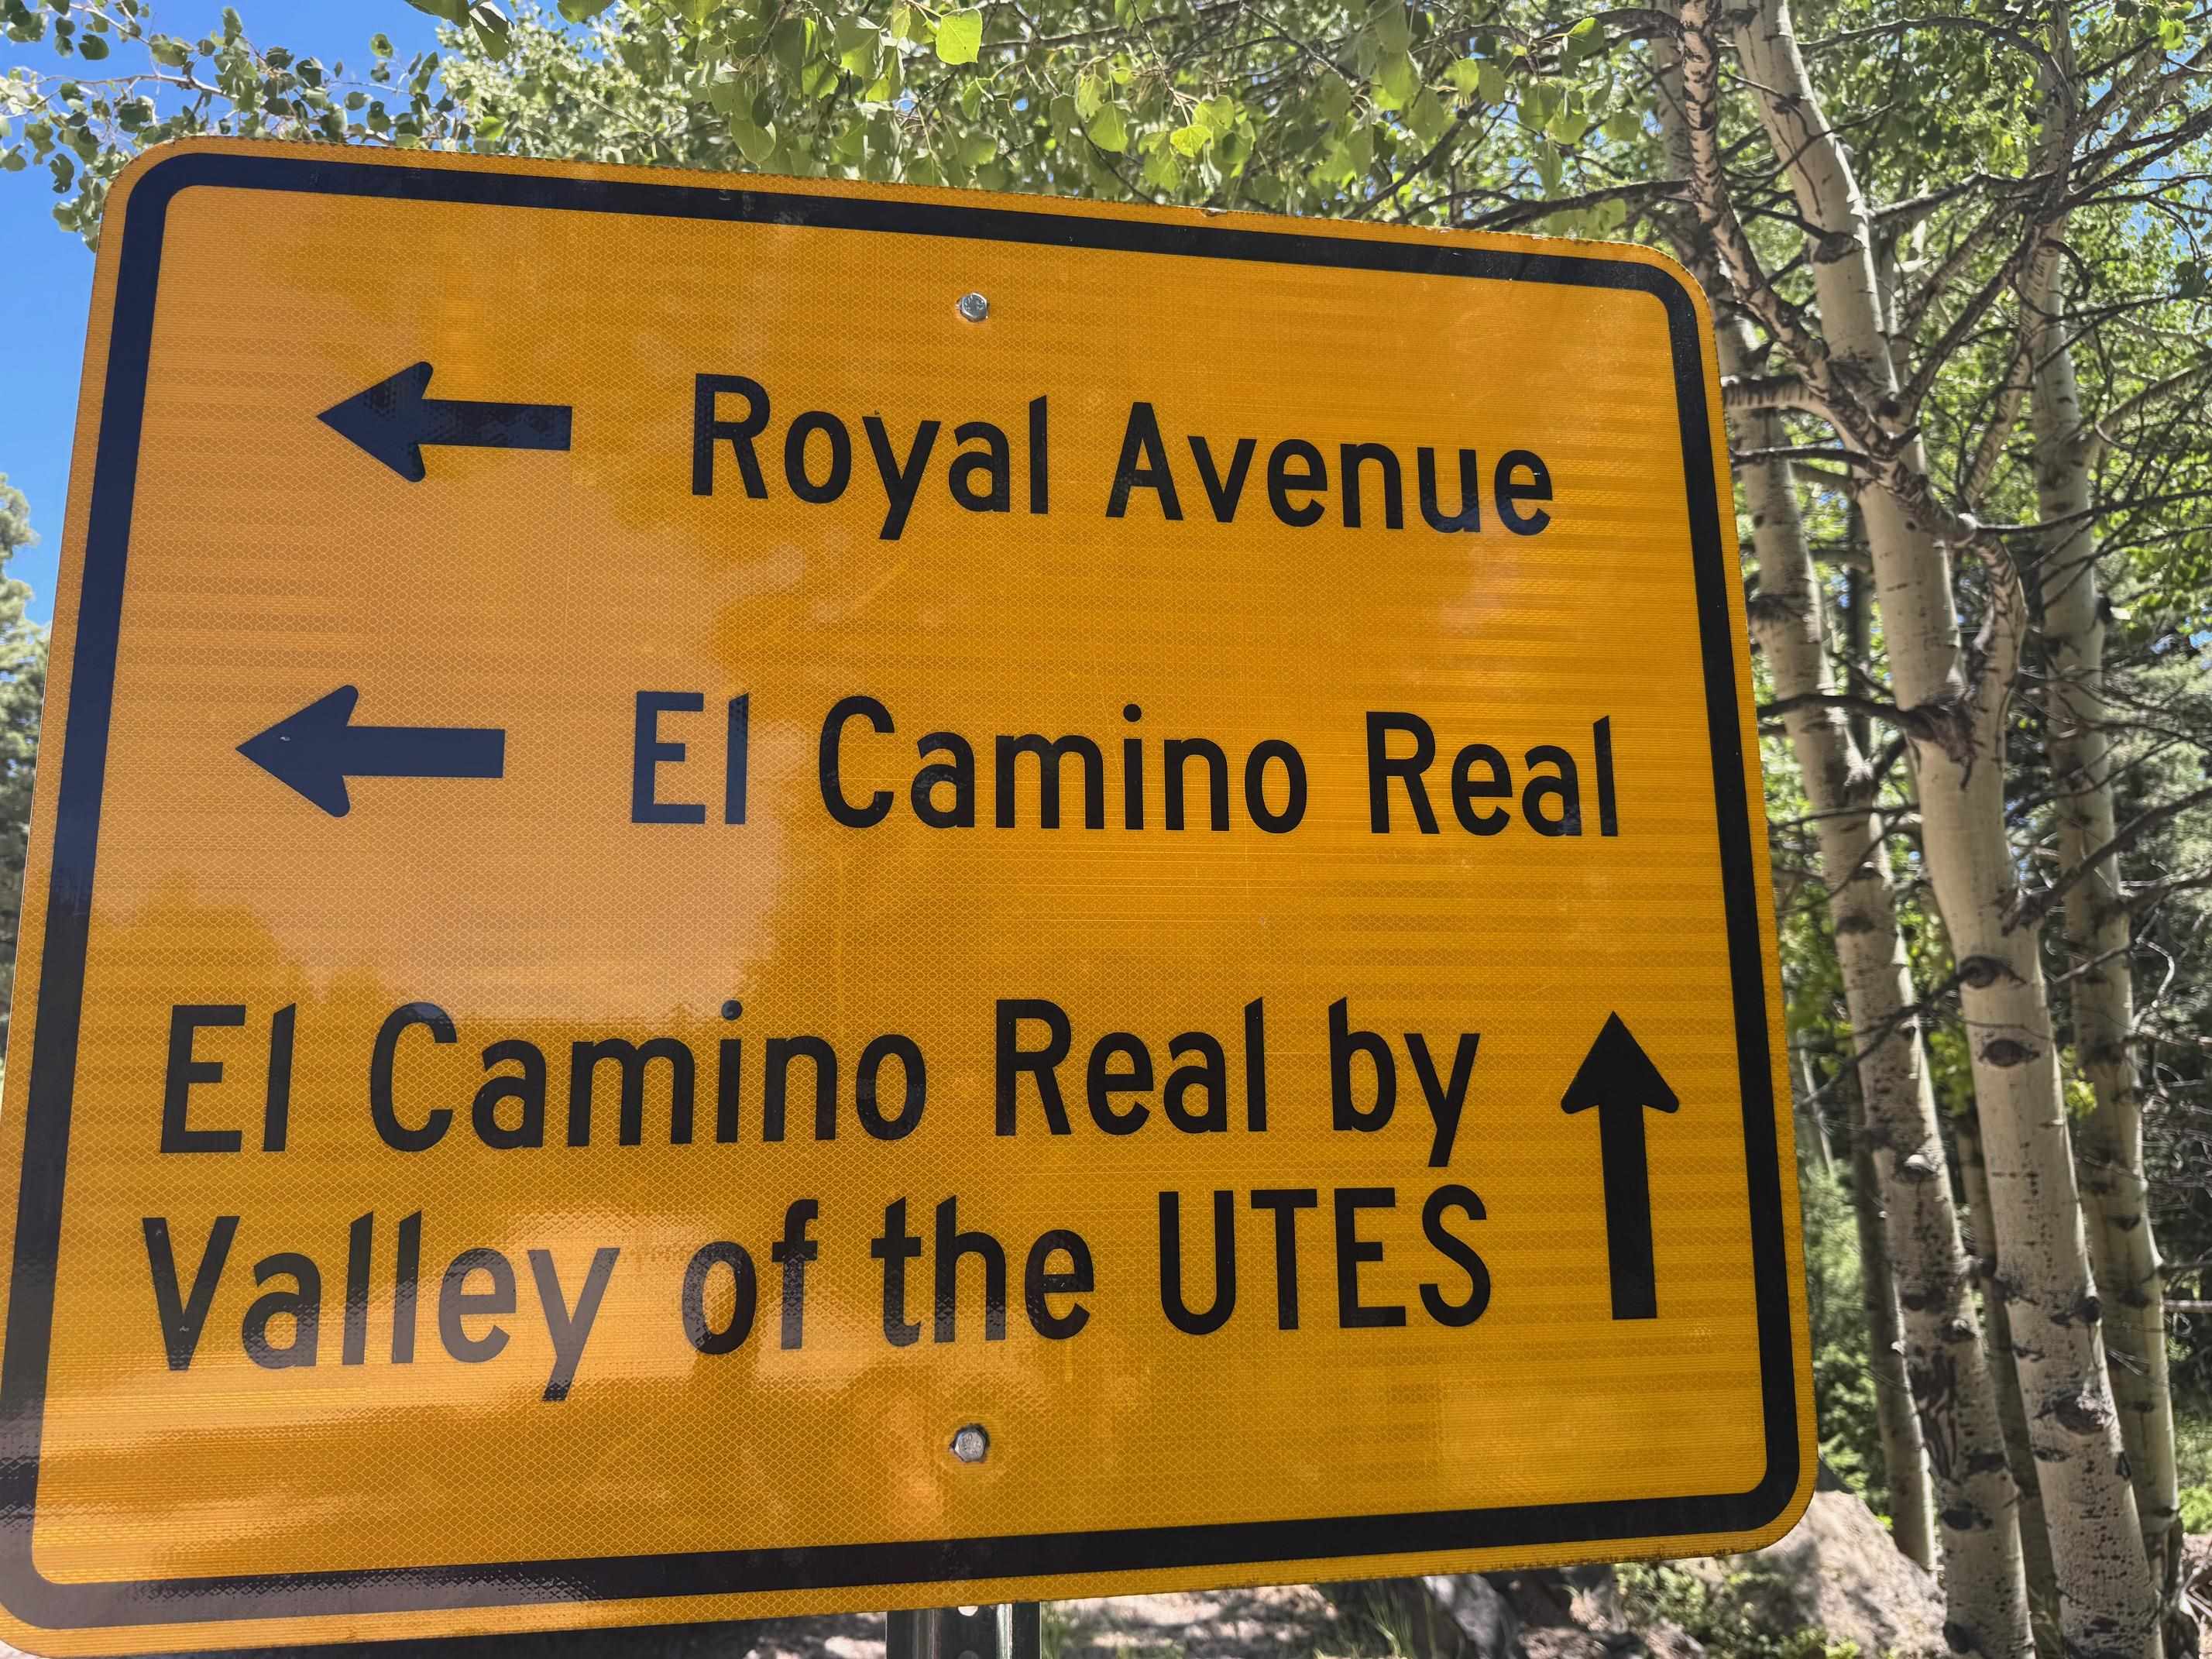 Royal Avenue
El Camino Real
El Camino Real by
Valley of the UTES